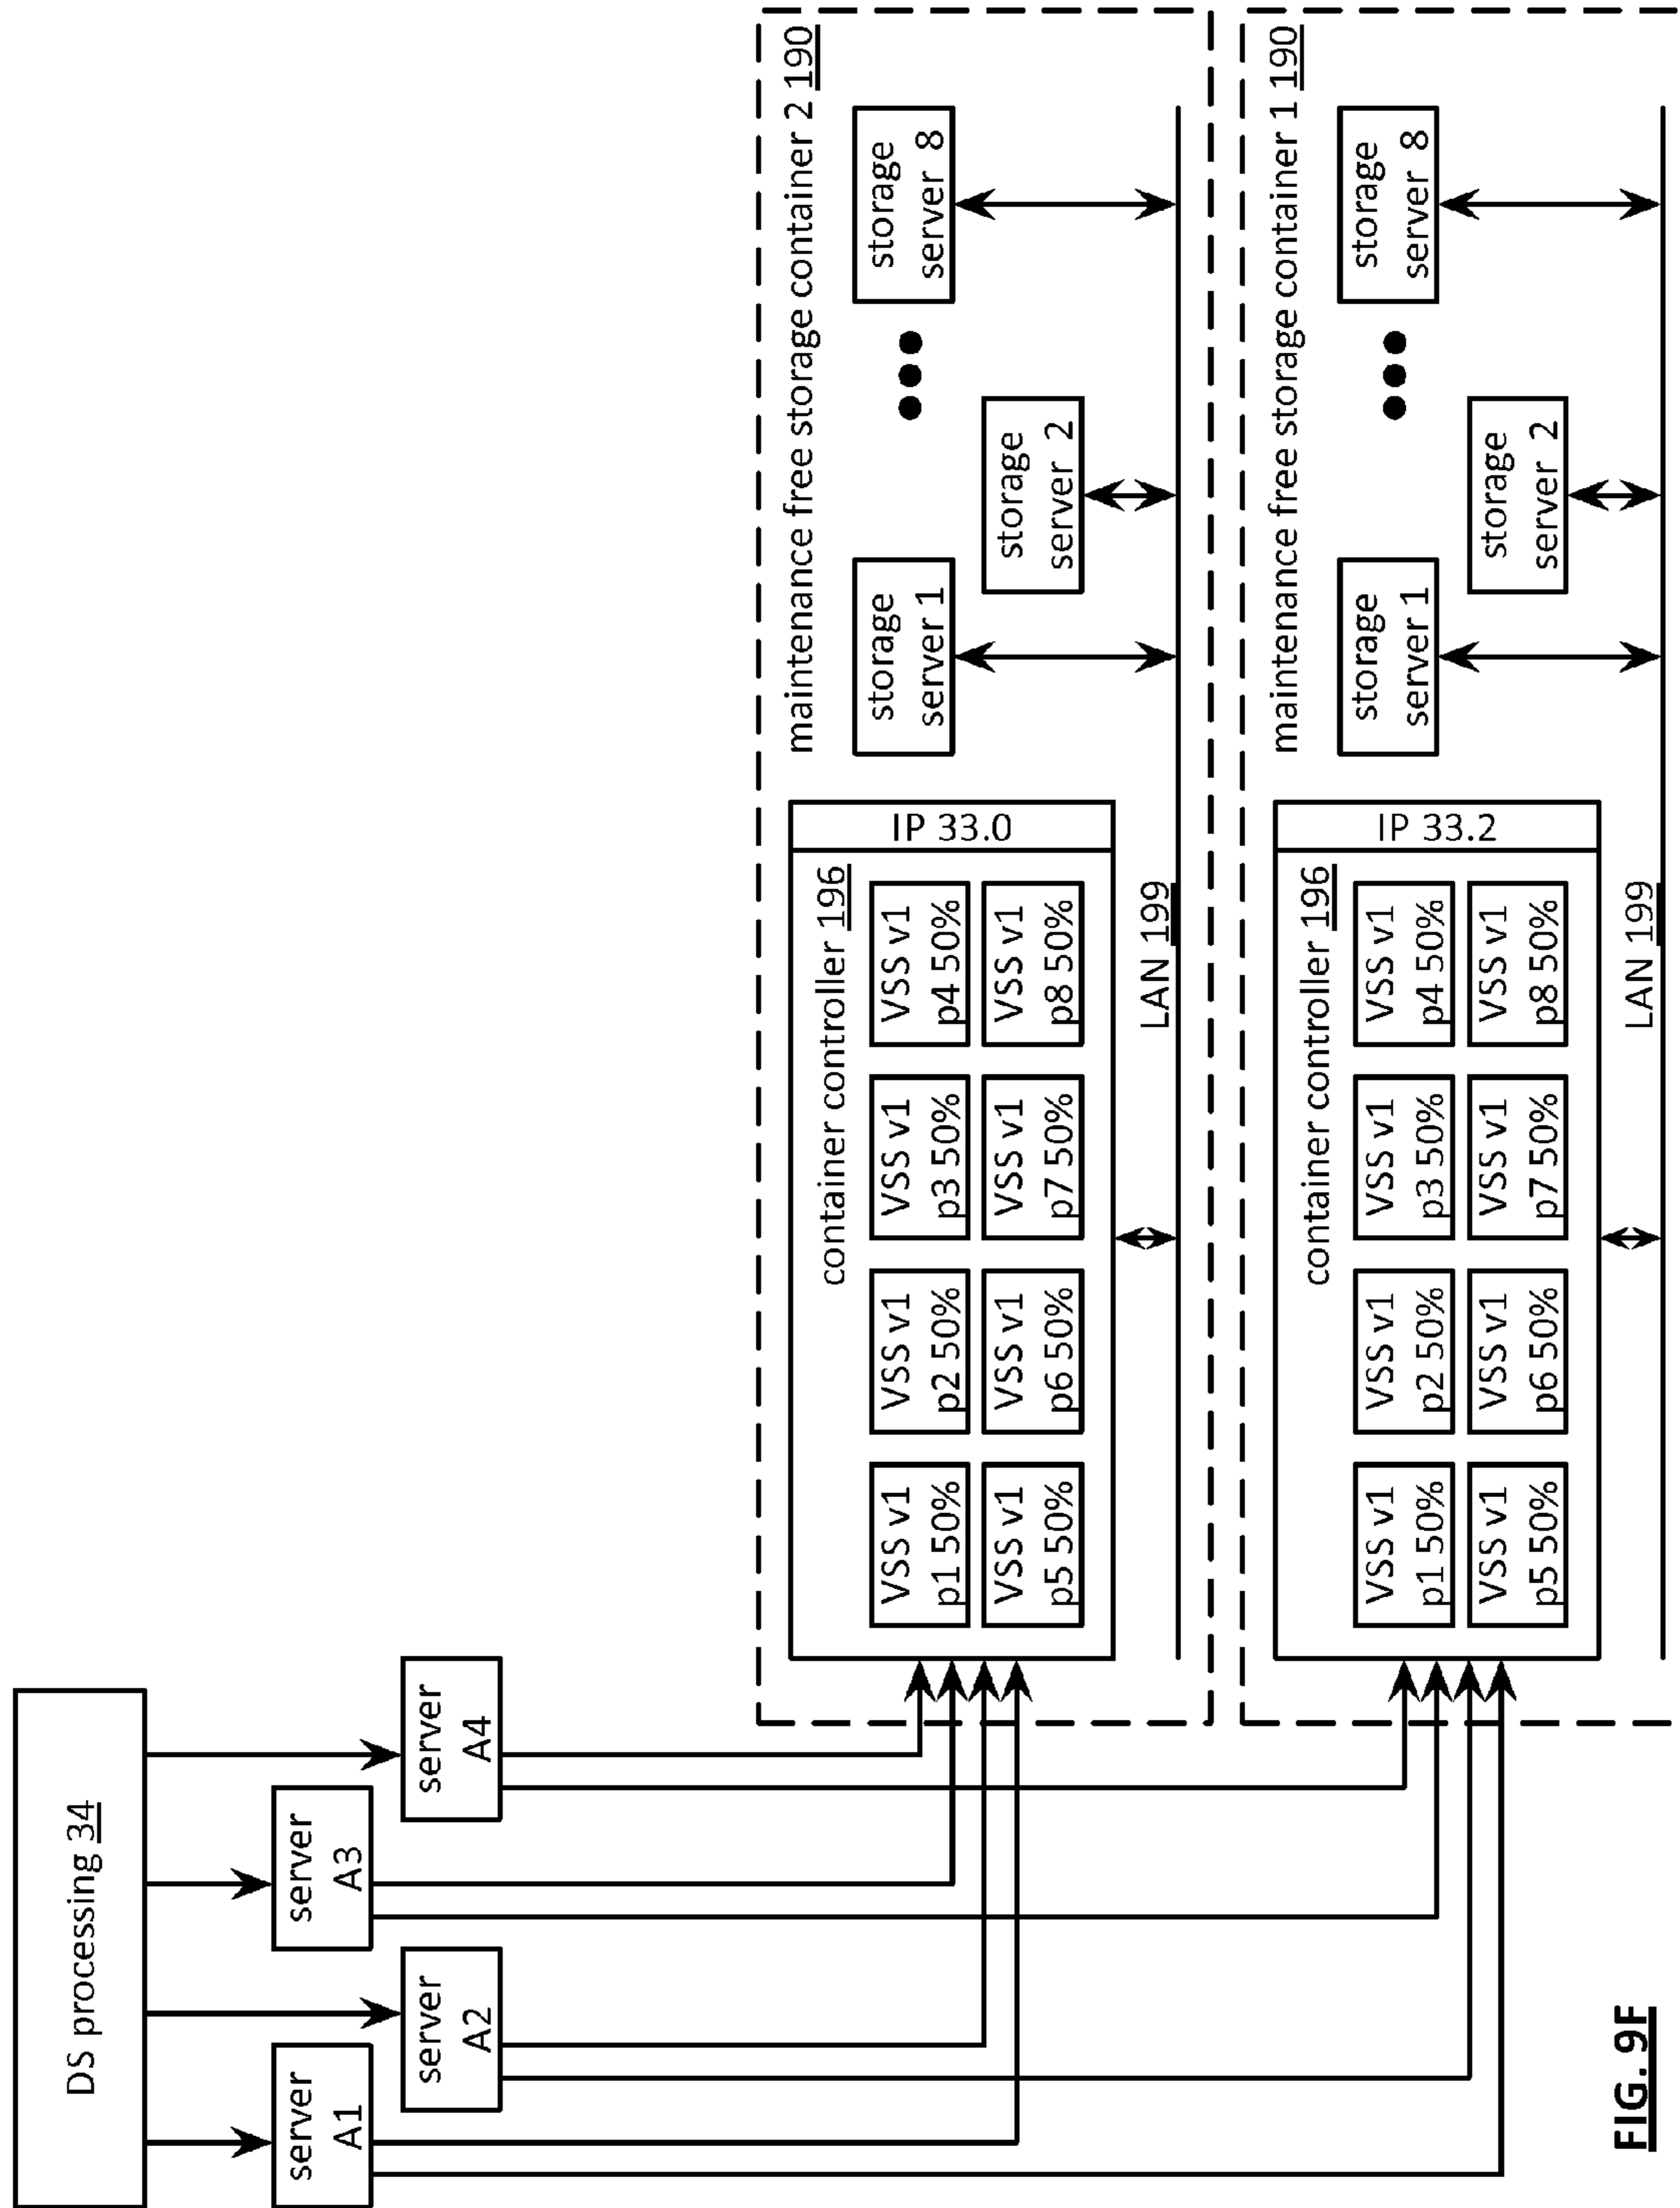 DS processing 34
server
A1
server
A2
server
A3
server
A4
maintenance free storage container 2 190
container controller 196
IP 33.0
VSS v1
p1 50%
VSS v1
p2 50%
VSS v1
p3 50%
VSS v1
p4 50%
VSS v1
p5 50%
VSS v1
p6 50%
VSS v1
p7 50%
VSS v1
p8 50%
LAN 199
storage
server 1
storage
server 2
storage
server 8
maintenance free storage container 1 190
container controller 196
IP 33.2
VSS v1
p1 50%
VSS v1
p2 50%
VSS v1
p3 50%
VSS v1
p4 50%
VSS v1
p5 50%
VSS v1
p6 50%
VSS v1
p7 50%
VSS v1
p8 50%
LAN 199
storage
server 1
storage
server 2
storage
server 8
FIG. 9F